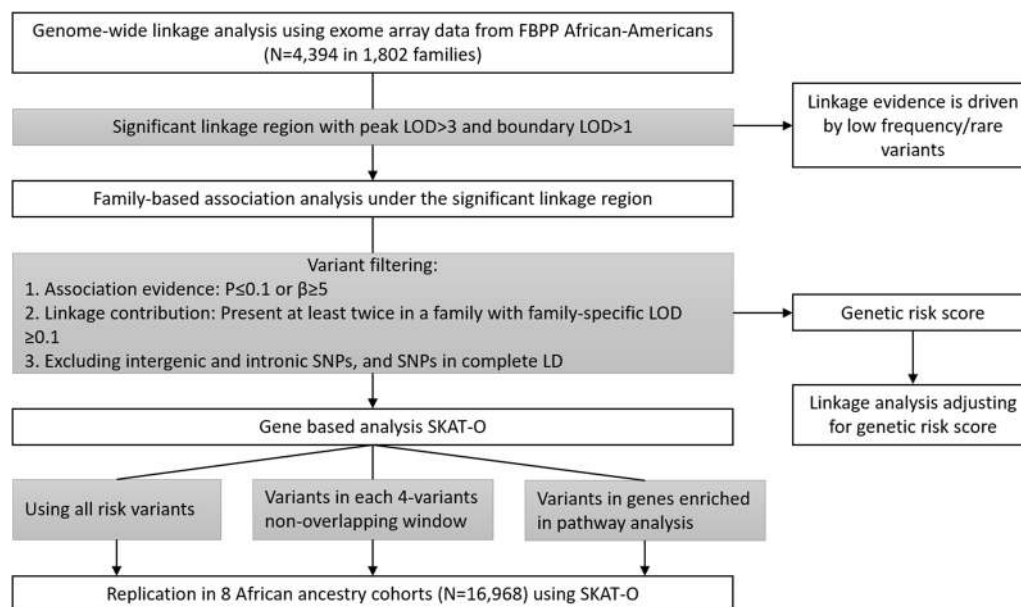 Genome-wide linkage analysis using exome array data from FBPP African-Americans
(N=4,394 in 1,802 families)
Significant linkage region with peak LOD>3 and boundary LOD>1
Linkage evidence is driven
by low frequency/rare
variants
Family-based association analysis under the significant linkage region
Variant filtering:
1. Association evidence: P≤0.1 or β≥5
2. Linkage contribution: Present at least twice in a family with family-specific LOD
≥0.1
3. Excluding intergenic and intronic SNPs, and SNPs in complete LD
Genetic risk score
Linkage analysis adjusting
for genetic risk score
Gene based analysis SKAT-O
Using all risk variants
Variants in each 4-variants
non-overlapping window
Variants in genes enriched
in pathway analysis
Replication in 8 African ancestry cohorts (N=16,968) using SKAT-O